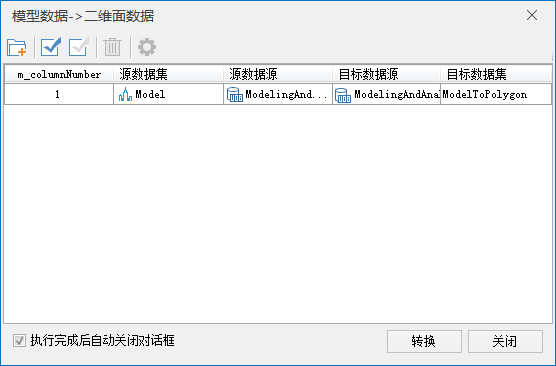 模型数据->二维面数据
m_columnNumber 源数据集 源数据源 目标数据源 目标数据集
1 Model ModelingAnd... ModelingAndAnal ModelToPolygon
执行完成后自动关闭对话框 转换 关闭